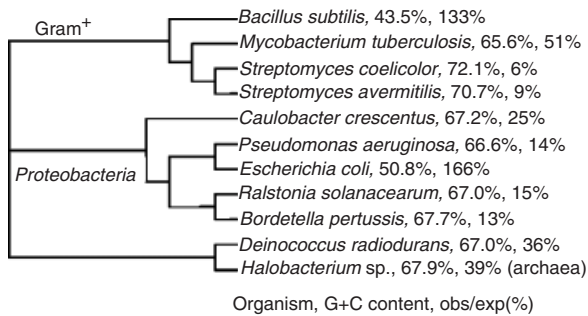 Gram⁺
Bacillus subtilis, 43.5%, 133%
Mycobacterium tuberculosis, 65.6%, 51%
Streptomyces coelicolor, 72.1%, 6%
Streptomyces avermitilis, 70.7%, 9%
Proteobacteria
Caulobacter crescentus, 67.2%, 25%
Pseudomonas aeruginosa, 66.6%, 14%
Escherichia coli, 50.8%, 166%
Ralstonia solanacearum, 67.0%, 15%
Bordetella pertussis, 67.7%, 13%
Deinococcus radiodurans, 67.0%, 36%
Halobacterium sp., 67.9%, 39% (archaea)
Organism, G+C content, obs/exp(%)